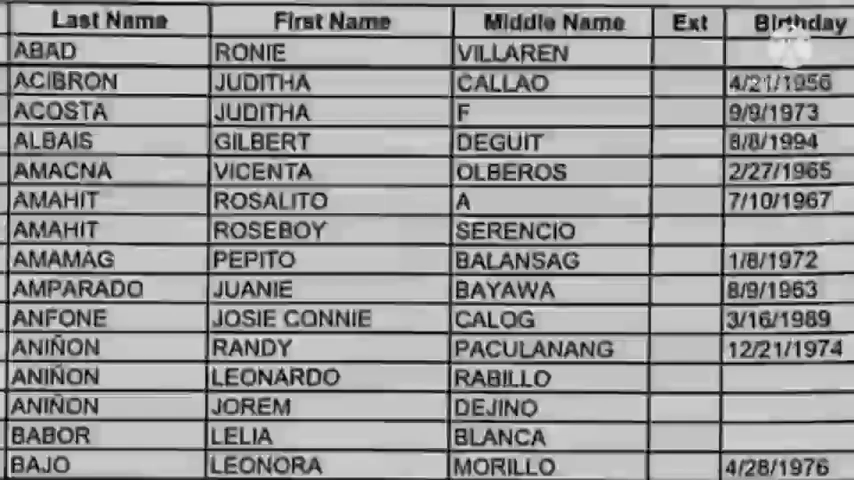 Last Name First Name Middle Name Ext Birthday
ABAD RONIE VILLAREN
ACIBRON JUDITHA CALLAO 4/21/1956
ACOSTA JUDITHA F 9/9/1973
ALBAIS GILBERT DEGUIT 8/8/1994
AMACNA VICENTA OLBEROS 2/27/1965
AMAHIT ROSALITO A 7/10/1967
AMAHIT ROSEBOY SERENCIO
AMAMAG PEPITO BALANSAG 1/8/1972
AMPARADO JUANIE BAYAWA 8/9/1963
ANFONE JOSIE CONNIE CALOG 3/16/1989
ANIÑON RANDY PACULANANG 12/21/1974
ANIÑON LEONARDO RABILLO
ANIÑON JOREM DEJINO
BABOR LELIA BLANCA
BAJO LEONORA MORILLO 4/28/1976